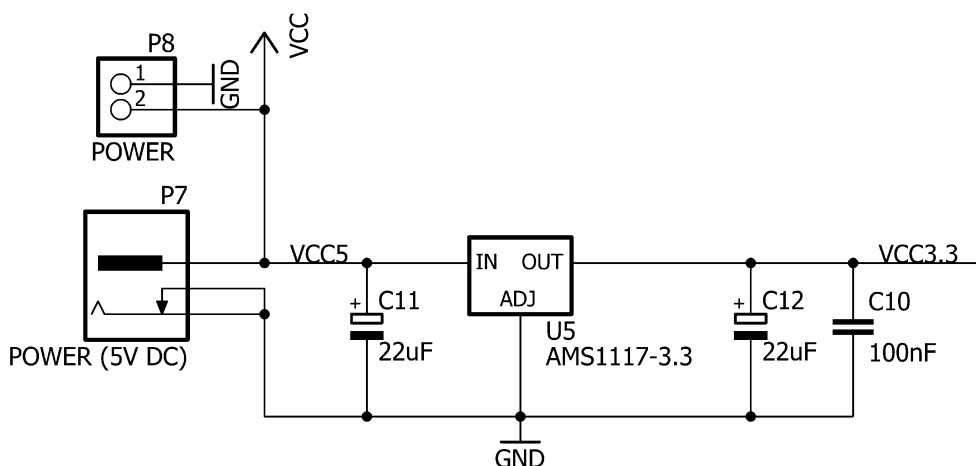 VCC
P8
1
2
GND
POWER
P7
POWER (5V DC)
VCC5
+ C11
22uF
IN OUT
ADJ
U5
AMS1117-3.3
VCC3.3
+ C12
22uF
C10
100nF
GND